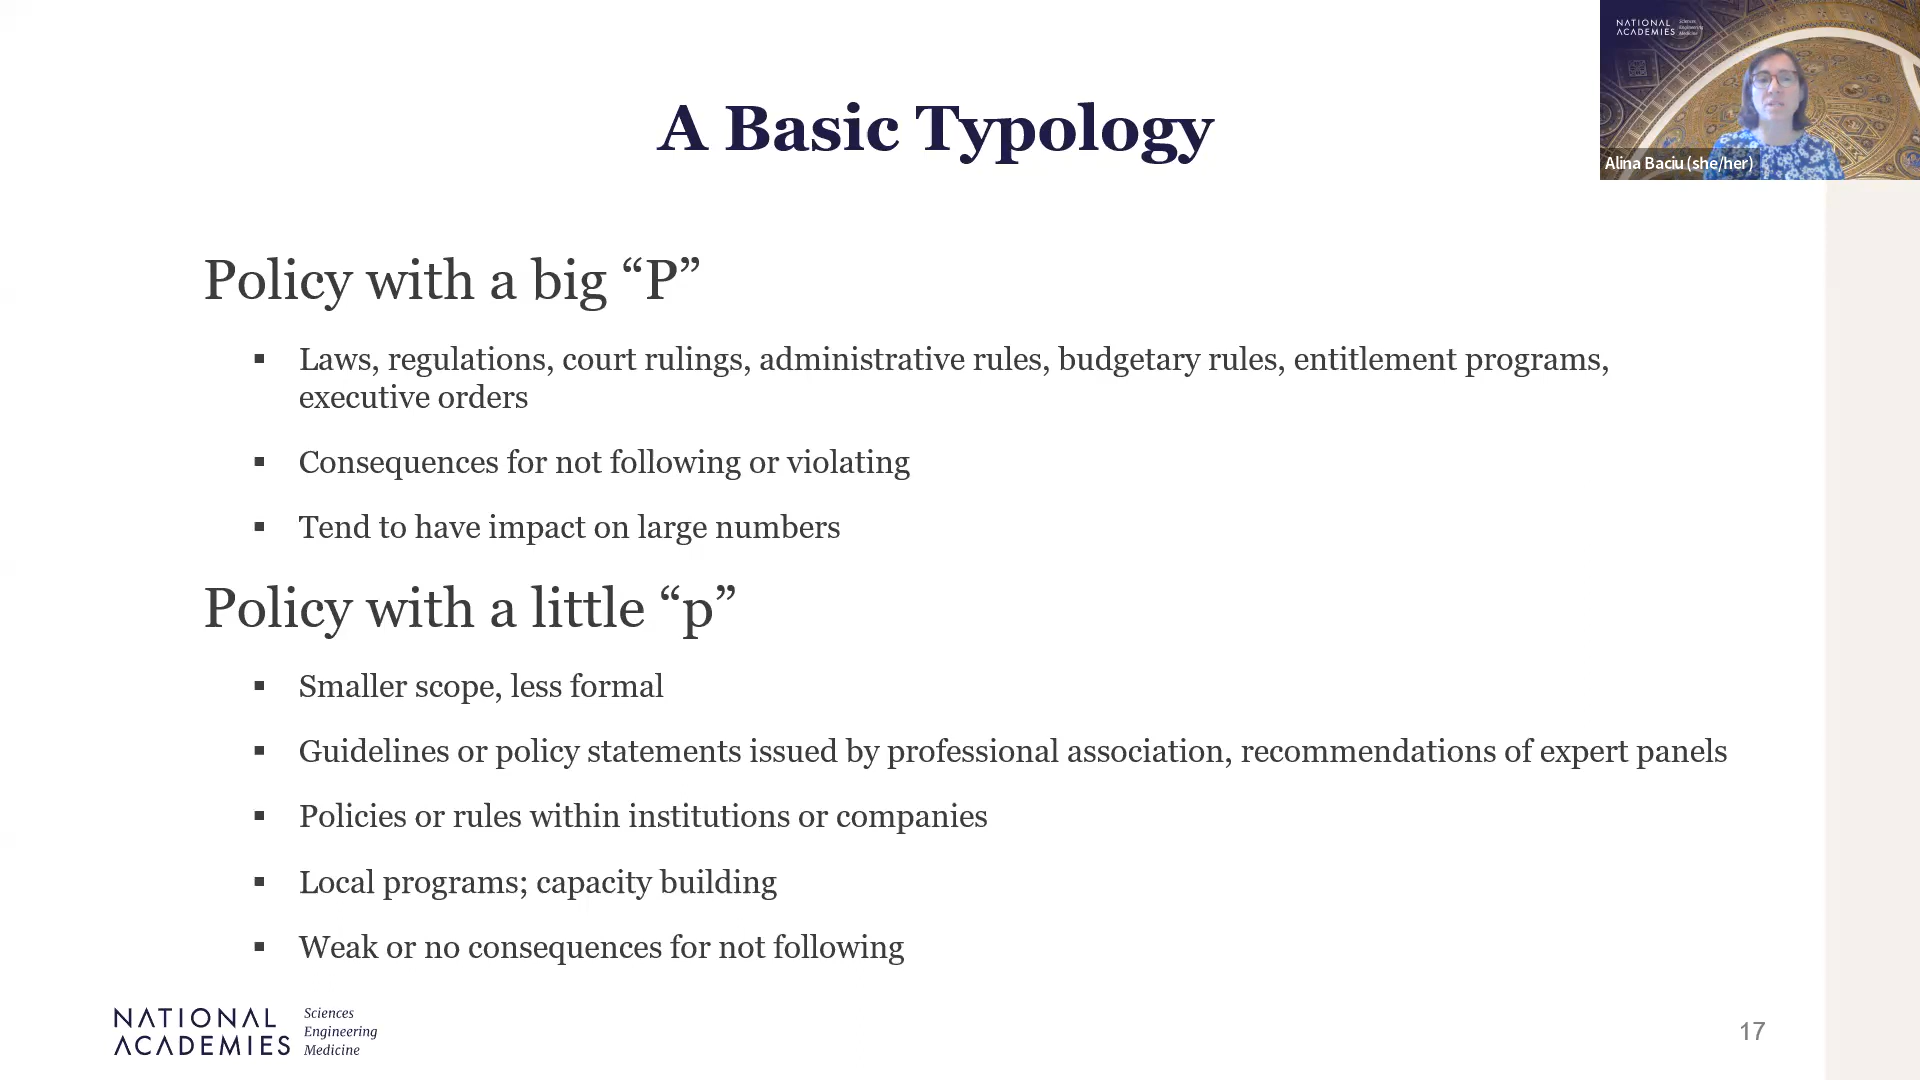 A Basic Typology
Policy with a big “P”
▪ Laws, regulations, court rulings, administrative rules, budgetary rules, entitlement programs,
executive orders
▪ Consequences for not following or violating
▪ Tend to have impact on large numbers
Policy with a little “p”
▪ Smaller scope, less formal
▪ Guidelines or policy statements issued by professional association, recommendations of expert panels
▪ Policies or rules within institutions or companies
▪ Local programs; capacity building
▪ Weak or no consequences for not following
NATIONAL
ACADEMIES
Sciences
Engineering
Medicine
17
NATIONAL
ACADEMIES
Sciences
Engineering
Medicine
Alina Baciu (she/her)